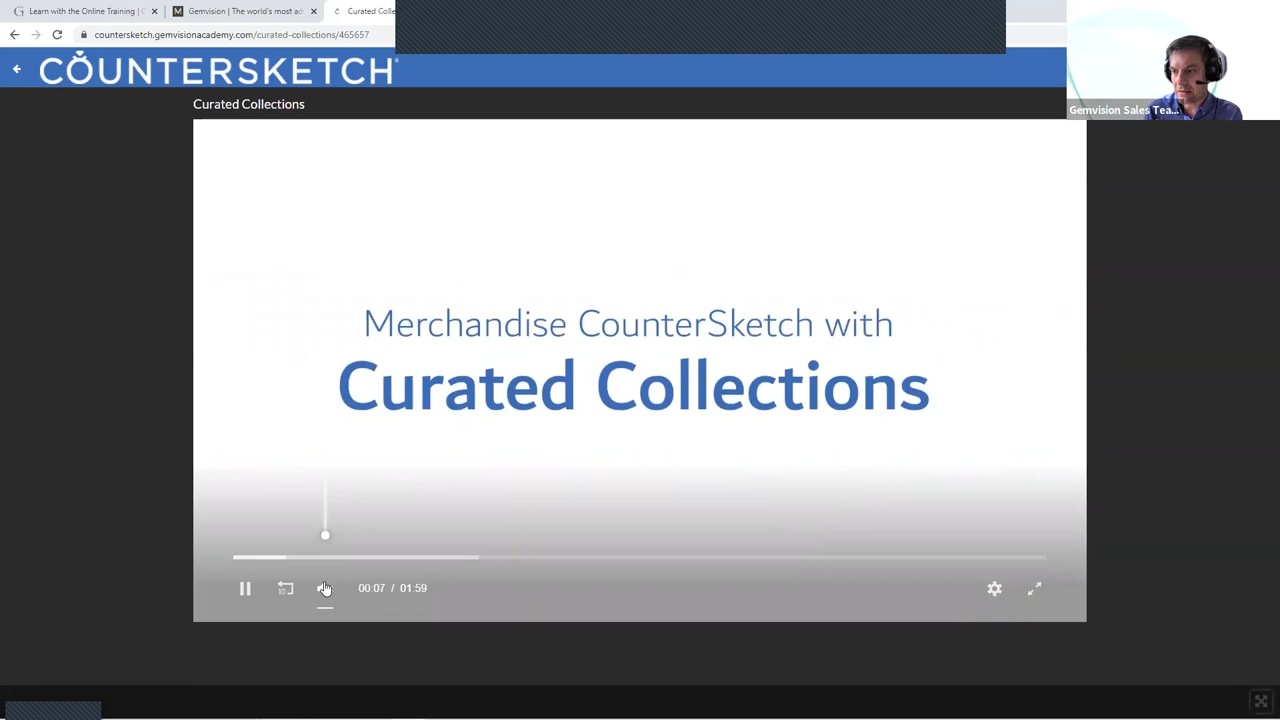 Learn with the Online Training | C
Gemvision | The world's most ad
Curated Colle
countersketch.gemvisionacademy.com/curated-collections/465657
COUNTERSKETCH
Gemvision Sales Tea...
Curated Collections
Merchandise CounterSketch with
Curated Collections
10
00:07 / 01:59